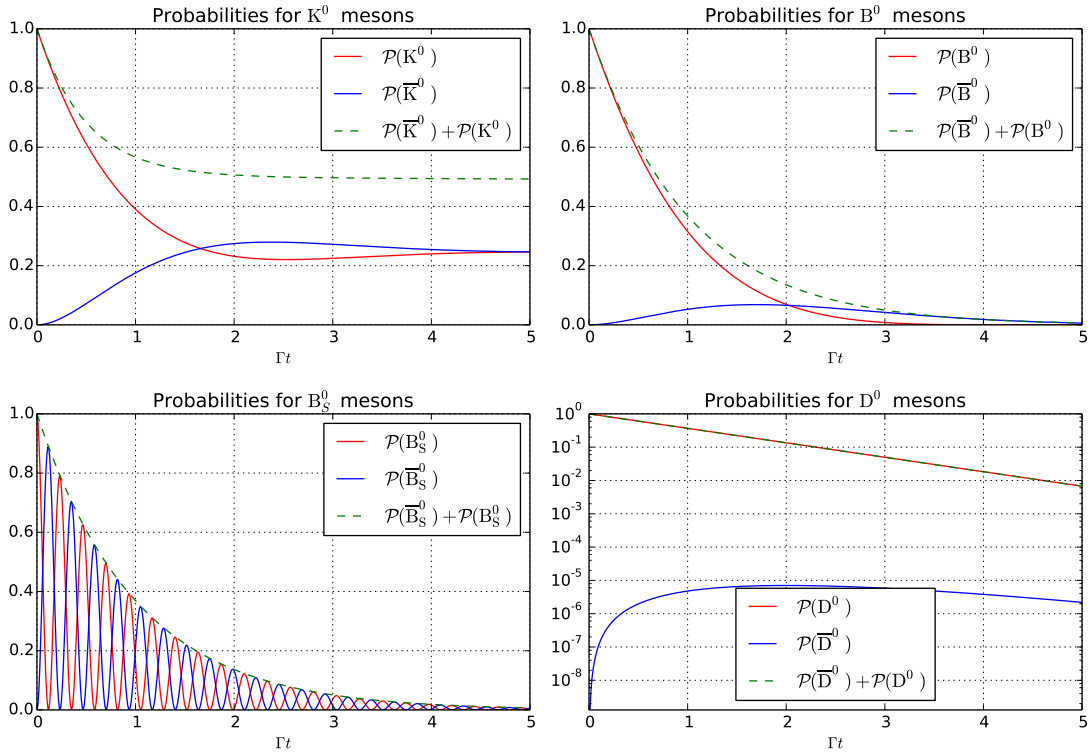 Probabilities for K⁰ mesons
1.0
0.8
0.6
0.4
0.2
0.0
P(K⁰)
P(K̅⁰)
P(K̅⁰)+P(K⁰)
0 1 2 3 4 5
Γt
Probabilities for B⁰ mesons
1.0
0.8
0.6
0.4
0.2
0.0
P(B⁰)
P(B̅⁰)
P(B̅⁰)+P(B⁰)
0 1 2 3 4 5
Γt
Probabilities for B⁰_S mesons
1.0
0.8
0.6
0.4
0.2
0.0
P(B⁰_S)
P(B̅⁰_S)
P(B̅⁰_S)+P(B⁰_S)
0 1 2 3 4 5
Γt
Probabilities for D⁰ mesons
10⁰
10⁻¹
10⁻²
10⁻³
10⁻⁴
10⁻⁵
10⁻⁶
10⁻⁷
10⁻⁸
P(D⁰)
P(D̅⁰)
P(D̅⁰)+P(D⁰)
0 1 2 3 4 5
Γt